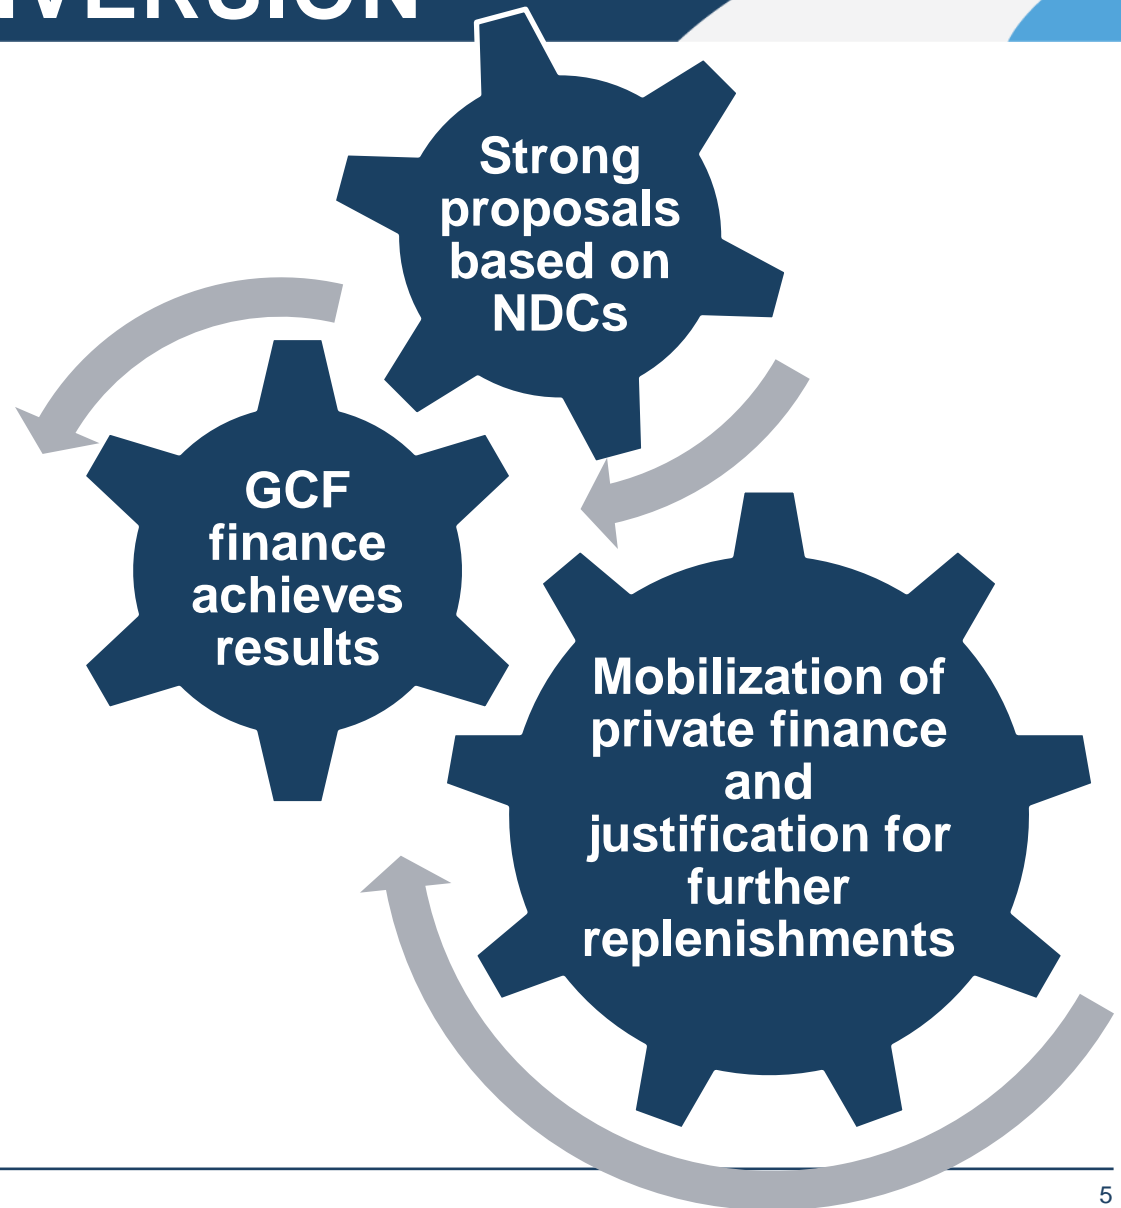 IVERSION
Strong
proposals
based on
NDCs
GCF
finance
achieves
results
Mobilization of
private finance
and
justification for
further
replenishments
5